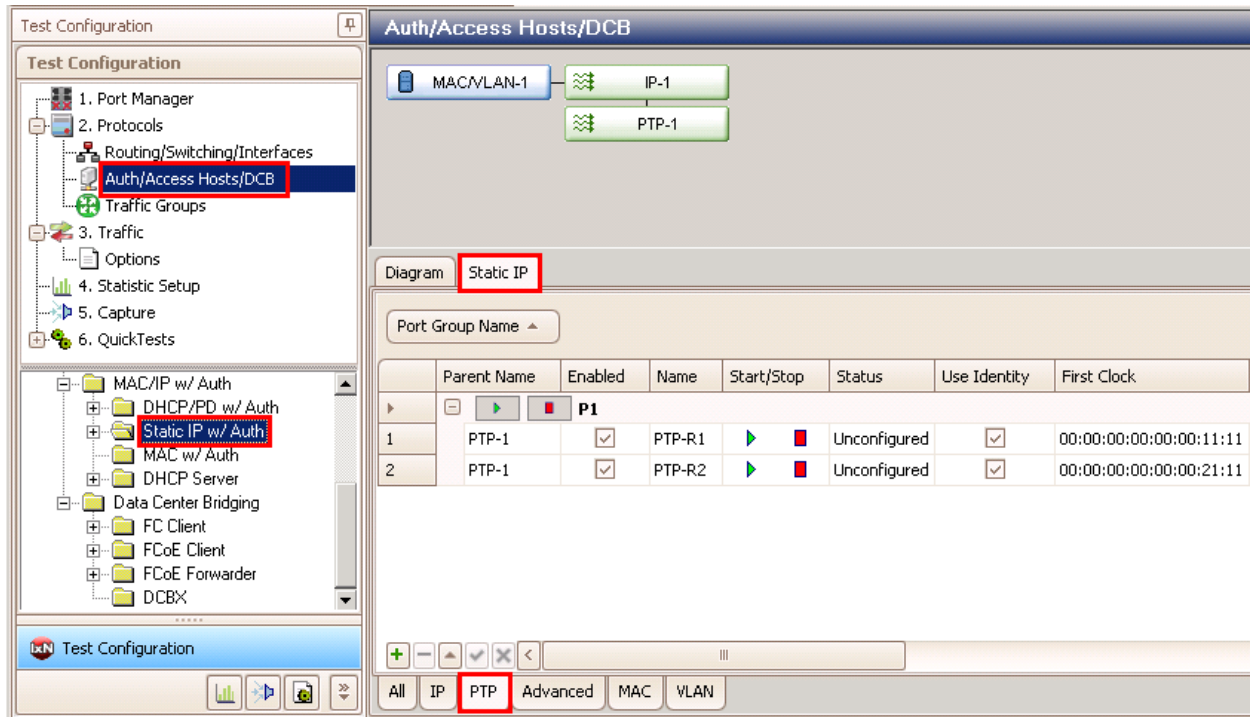 Test Configuration
Test Configuration
1. Port Manager
2. Protocols
Routing/Switching/Interfaces
Auth/Access Hosts/DCB
Traffic Groups
3. Traffic
Options
4. Statistic Setup
5. Capture
6. QuickTests
MAC/IP w/ Auth
DHCP/PD w/ Auth
Static IP w/ Auth
MAC w/ Auth
DHCP Server
Data Center Bridging
FC Client
FCoE Client
FCoE Forwarder
DCBX
IxN Test Configuration
Auth/Access Hosts/DCB
MAC/VLAN-1 IP-1
PTP-1
Diagram Static IP
Port Group Name
Parent Name Enabled Name Start/Stop Status Use Identity First Clock
P1
1 PTP-1 PTP-R1 Unconfigured 00:00:00:00:00:00:11:11
2 PTP-1 PTP-R2 Unconfigured 00:00:00:00:00:00:21:11
All IP PTP Advanced MAC VLAN